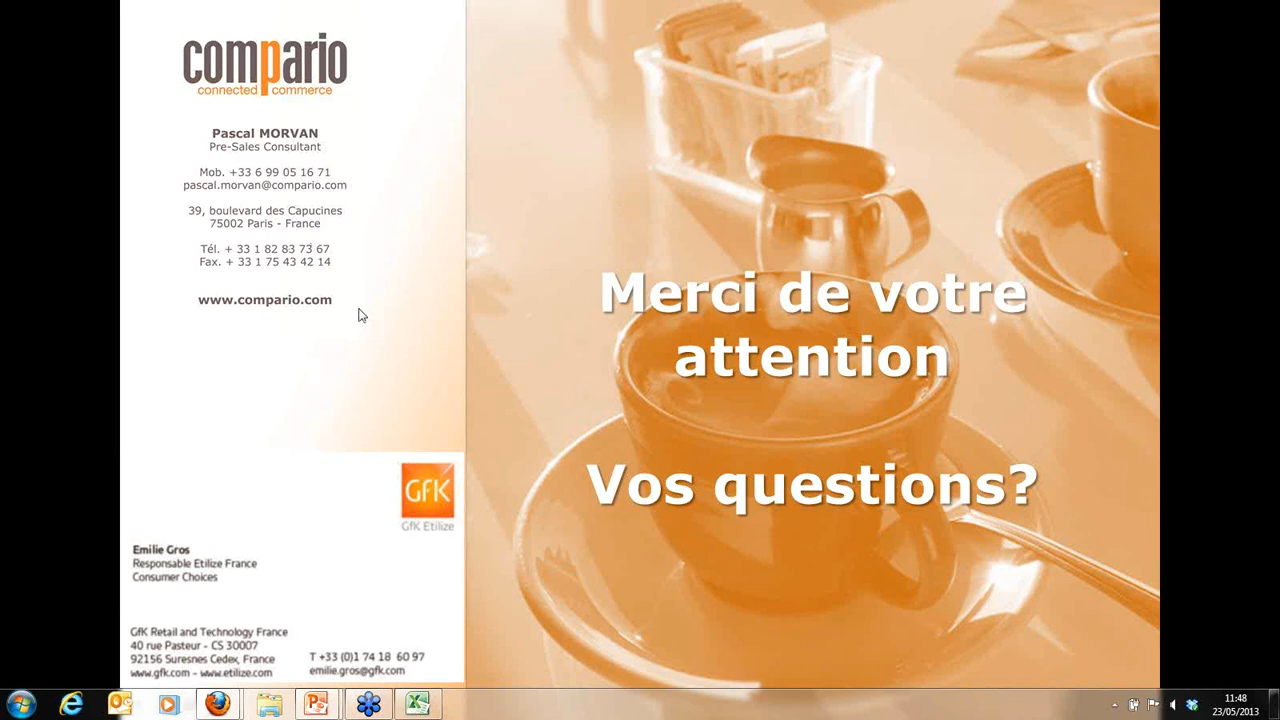 compario
connected commerce
Pascal MORVAN
Pre-Sales Consultant
Mob. +33 6 99 05 16 71
pascal.morvan@compario.com
39, boulevard des Capucines
75002 Paris - France
Tél. + 33 1 82 83 73 67
Fax. + 33 1 75 43 42 14
www.compario.com
Merci de votre
attention
Vos questions?
GFK
GfK Etilize
Emilie Gros
Responsable Etilize France
Consumer Choices
GfK Retail and Technology France
40 rue Pasteur - CS 30007
92156 Suresnes Cedex, France
www.gfk.com - www.etilize.com
T +33 (0)1 74 18 60 97
emilie.gros@gfk.com
11:48
23/05/2013